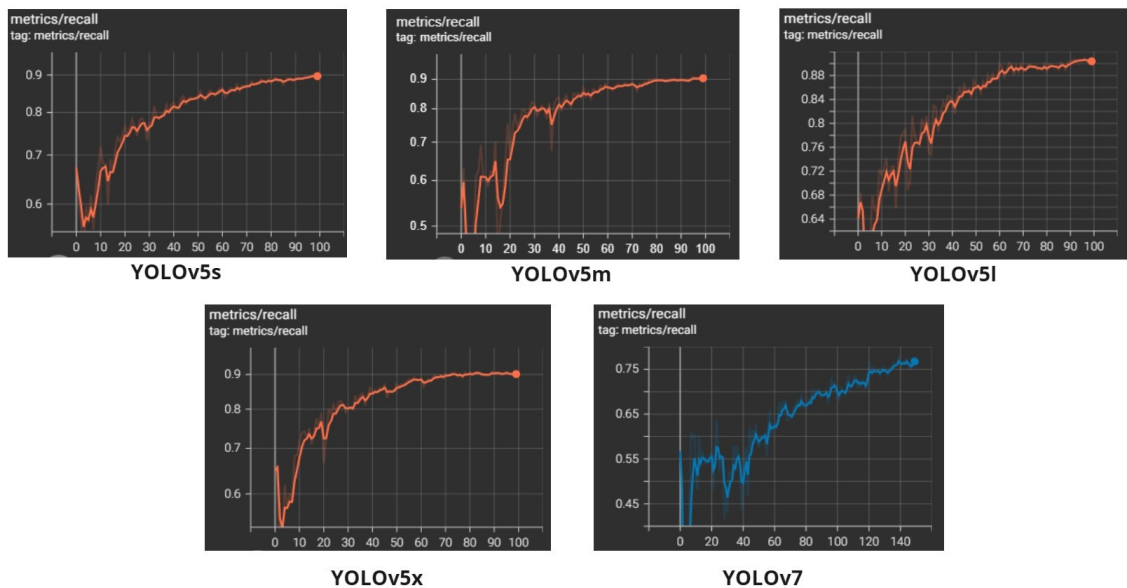 metrics/recall
tag: metrics/recall
0.9
0.8
0.7
0.6
0 10 20 30 40 50 60 70 80 90 100
YOLOv5s
metrics/recall
tag: metrics/recall
0.9
0.8
0.7
0.6
0.5
0 10 20 30 40 50 60 70 80 90 100
YOLOv5m
metrics/recall
tag: metrics/recall
0.88
0.84
0.8
0.76
0.72
0.68
0.64
0 10 20 30 40 50 60 70 80 90 100
YOLOv5l
metrics/recall
tag: metrics/recall
0.9
0.8
0.7
0.6
0 10 20 30 40 50 60 70 80 90 100
YOLOv5x
metrics/recall
tag: metrics/recall
0.75
0.65
0.55
0.45
0 20 40 60 80 100 120 140
YOLOv7